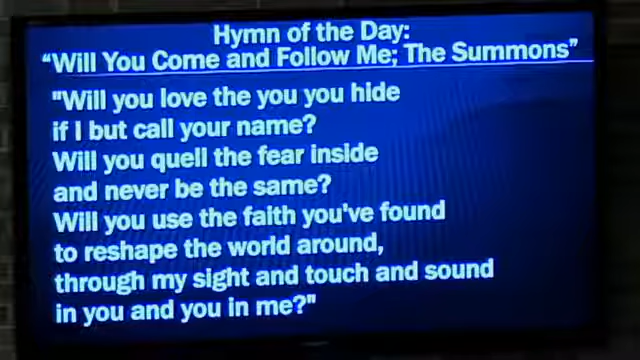 Hymn of the Day:
“Will You Come and Follow Me; The Summons”
"Will you love the you you hide
if I but call your name?
Will you quell the fear inside
and never be the same?
Will you use the faith you've found
to reshape the world around,
through my sight and touch and sound
in you and you in me?"